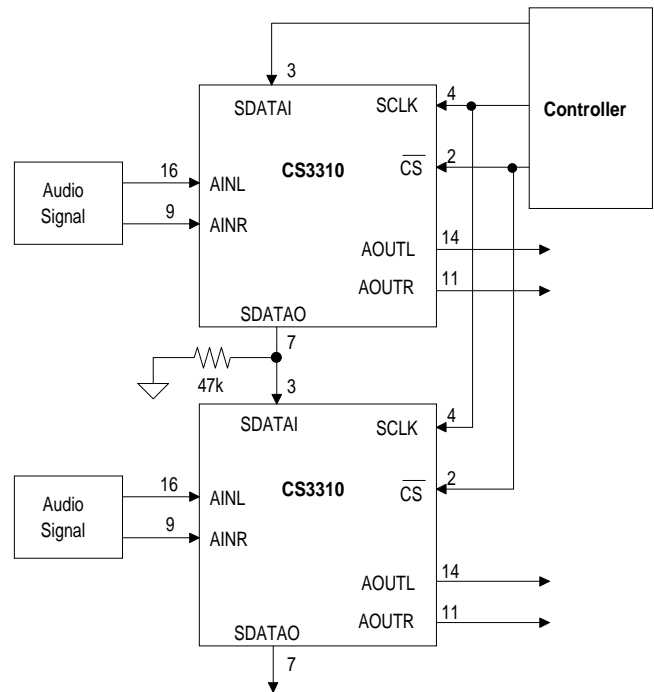 3
SDATAI
SCLK
4
Controller
CS3310
CS
2
Audio
Signal
16
AINL
9
AINR
AOUTL
14
AOUTR
11
SDATAO
7
47k
3
SDATAI
SCLK
4
CS3310
CS
2
Audio
Signal
16
AINL
9
AINR
AOUTL
14
AOUTR
11
SDATAO
7